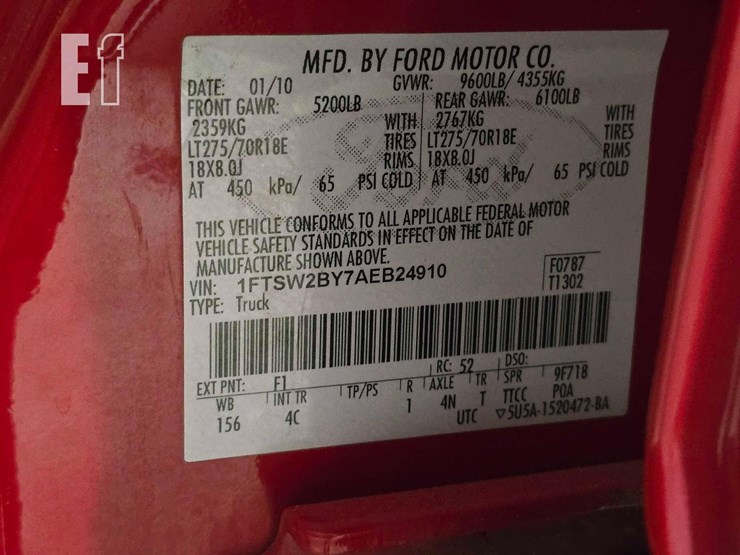 Ef
MFD. BY FORD MOTOR CO.
DATE: 01/10 GVWR: 9600LB/ 4355KG
FRONT GAWR: 5200LB REAR GAWR: 6100LB
2359KG WITH 2767KG WITH
LT275/70R18E TIRES LT275/70R18E TIRES
18X8.0J RIMS 18X8.0J RIMS
AT 450 kPa/ 65 PSI COLD AT 450 kPa/ 65 PSI COLD
THIS VEHICLE CONFORMS TO ALL APPLICABLE FEDERAL MOTOR
VEHICLE SAFETY STANDARDS IN EFFECT ON THE DATE OF
MANUFACTURE SHOWN ABOVE.
VIN: 1FTSW2BY7AEB24910 F0787
TYPE: Truck T1302
EXT PNT: F1 RC: 52 DSO:
WB INT TR TP/PS R AXLE TR SPR 9F718
156 4C 1 4N T TTCC POA
UTC ▽5U5A-1520472-BA